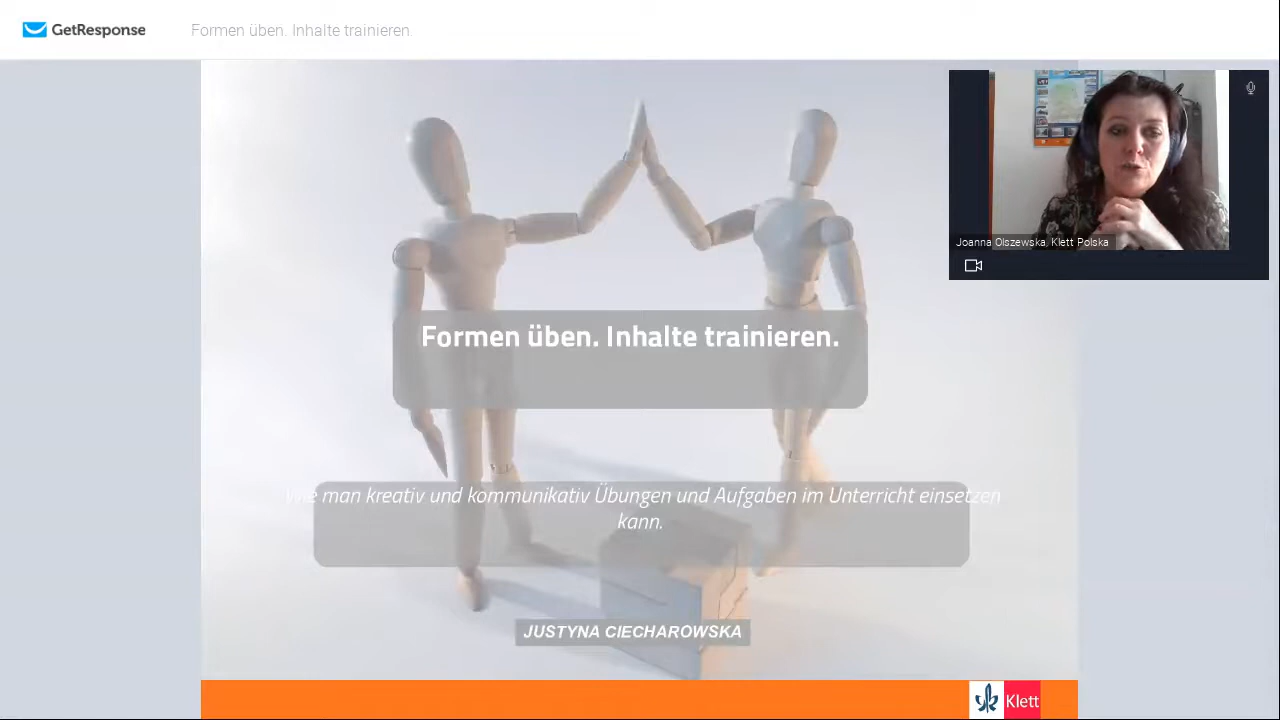 GetResponse
Formen üben. Inhalte trainieren.
Joanna Olszewska, Klett Polska
Formen üben. Inhalte trainieren.
Wie man kreativ und kommunikativ Übungen und Aufgaben im Unterricht einsetzen
kann.
JUSTYNA CIECHAROWSKA
Klett